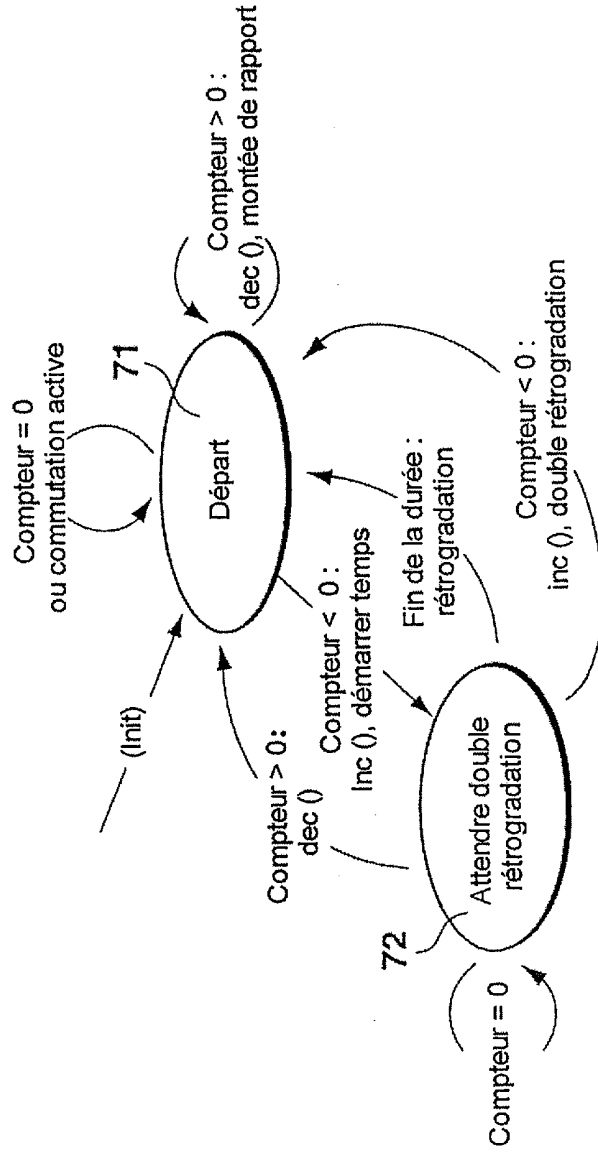 Compteur = 0
ou commutation active
(Init)
71
Départ
Compteur > 0 :
dec (), montée de rapport
Compteur > 0:
dec ()
Compteur < 0 :
Inc (), démarrer temps
Fin de la durée :
rétrogradation
Compteur < 0 :
inc (), double rétrogradation
72
Attendre double
rétrogradation
Compteur = 0